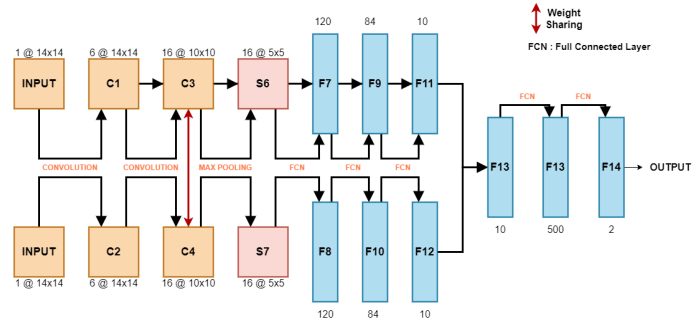 Weight
Sharing
FCN : Full Connected Layer
120
84
10
1 @ 14x14
6 @ 14x14
16 @ 10x10
16 @ 5x5
INPUT
C1
C3
S6
F7
F9
F11
FCN
FCN
CONVOLUTION
CONVOLUTION
MAX POOLING
FCN
FCN
FCN
F13
F13
F14
OUTPUT
10
500
2
INPUT
C2
C4
S7
F8
F10
F12
1 @ 14x14
6 @ 14x14
16 @ 10x10
16 @ 5x5
120
84
10